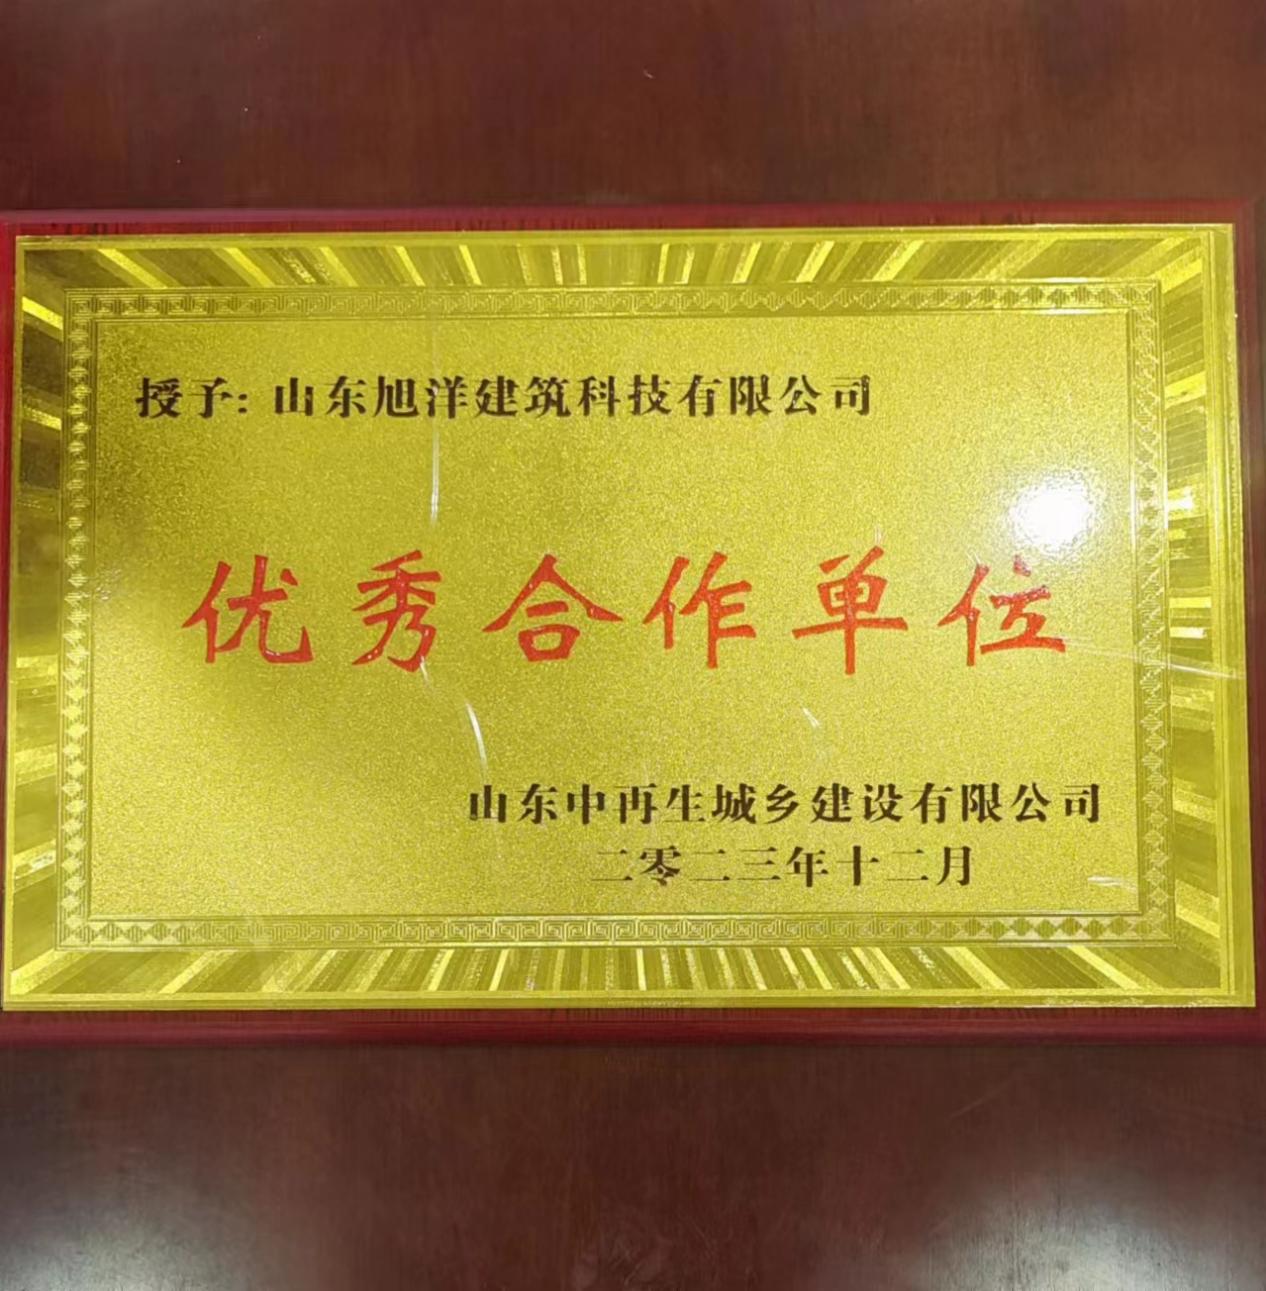 授予：山东旭洋建筑科技有限公司
优秀合作单位
山东中再生城乡建设有限公司
二零二三年十二月